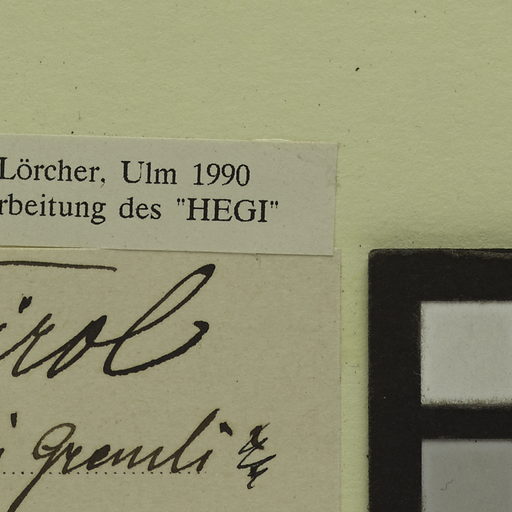 Lörcher, Ulm 1990
rbeitung des "HEGI"
irol
i Gremli